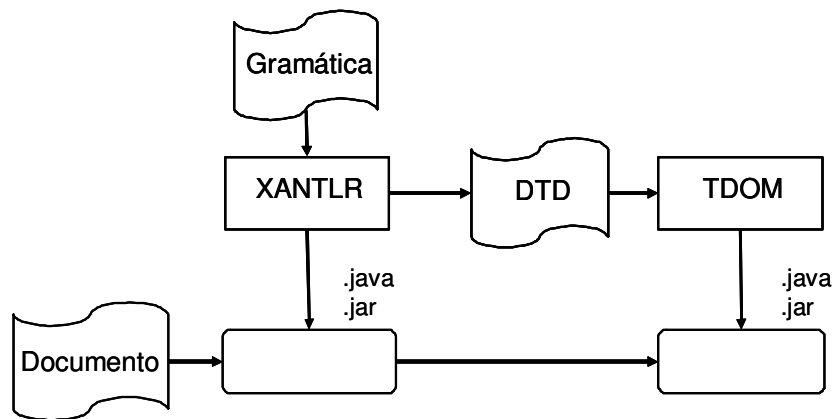 Gramática
XANTLR
DTD
TDOM
.java
.jar
.java
.jar
Documento